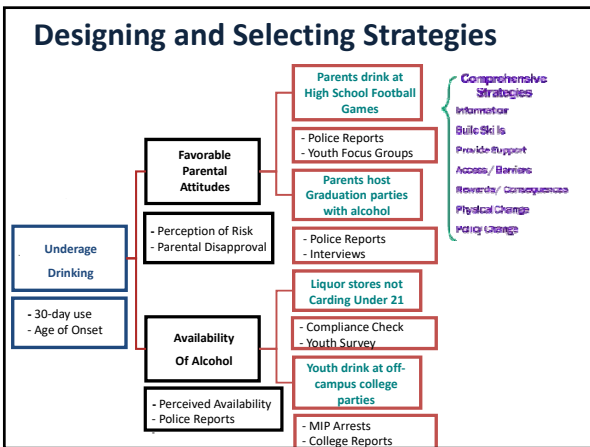 Designing and Selecting Strategies
Underage
Drinking
- 30-day use
- Age of Onset
Favorable
Parental
Attitudes
- Perception of Risk
- Parental Disapproval
Availability
Of Alcohol
- Perceived Availability
- Police Reports
Parents drink at
High School Football
Games
- Police Reports
- Youth Focus Groups
Parents host
Graduation parties
with alcohol
- Police Reports
- Interviews
Liquor stores not
Carding Under 21
- Compliance Check
- Youth Survey
Youth drink at off-
campus college
parties
- MIP Arrests
- College Reports
Comprehensive
Strategies
Information
Build Skills
Provide Support
Access / Barriers
Rewards / Consequences
Physical Change
Policy Change